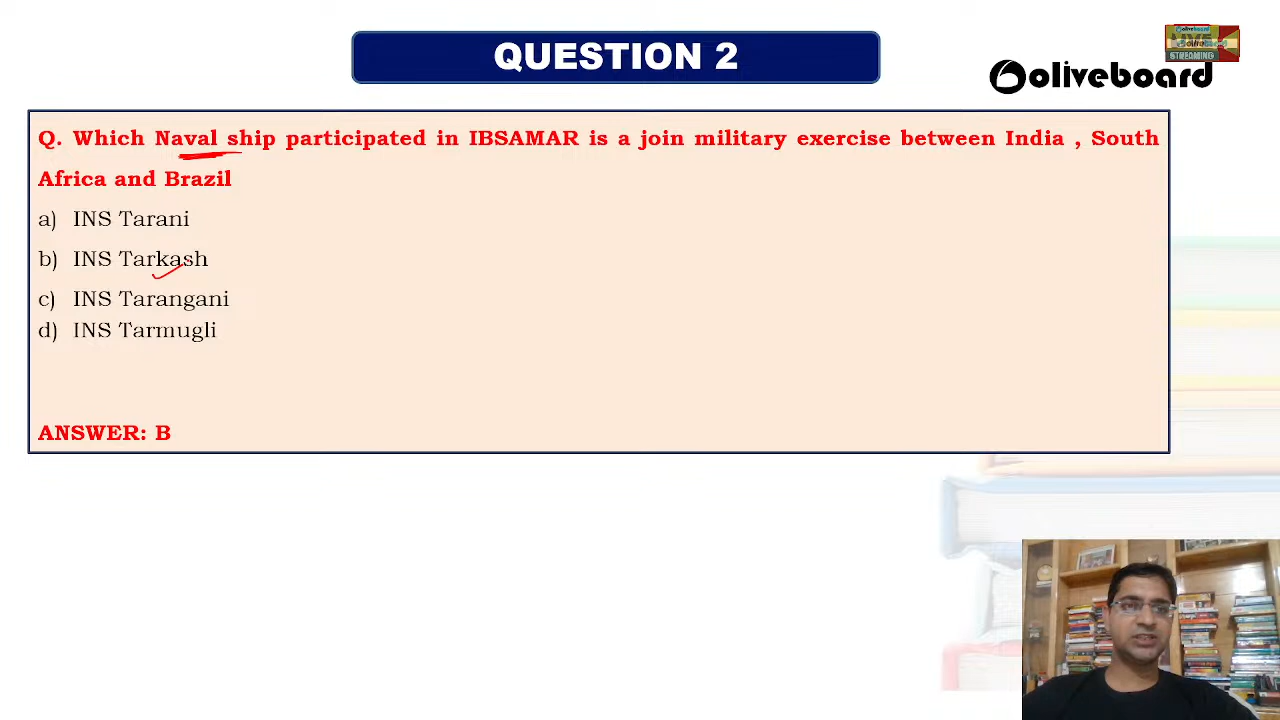 QUESTION 2
STREAMING
oliveboard
Q. Which Naval ship participated in IBSAMAR is a join military exercise between India , South
Africa and Brazil
a) INS Tarani
b) INS Tarkash
c) INS Tarangani
d) INS Tarmugli
ANSWER: B